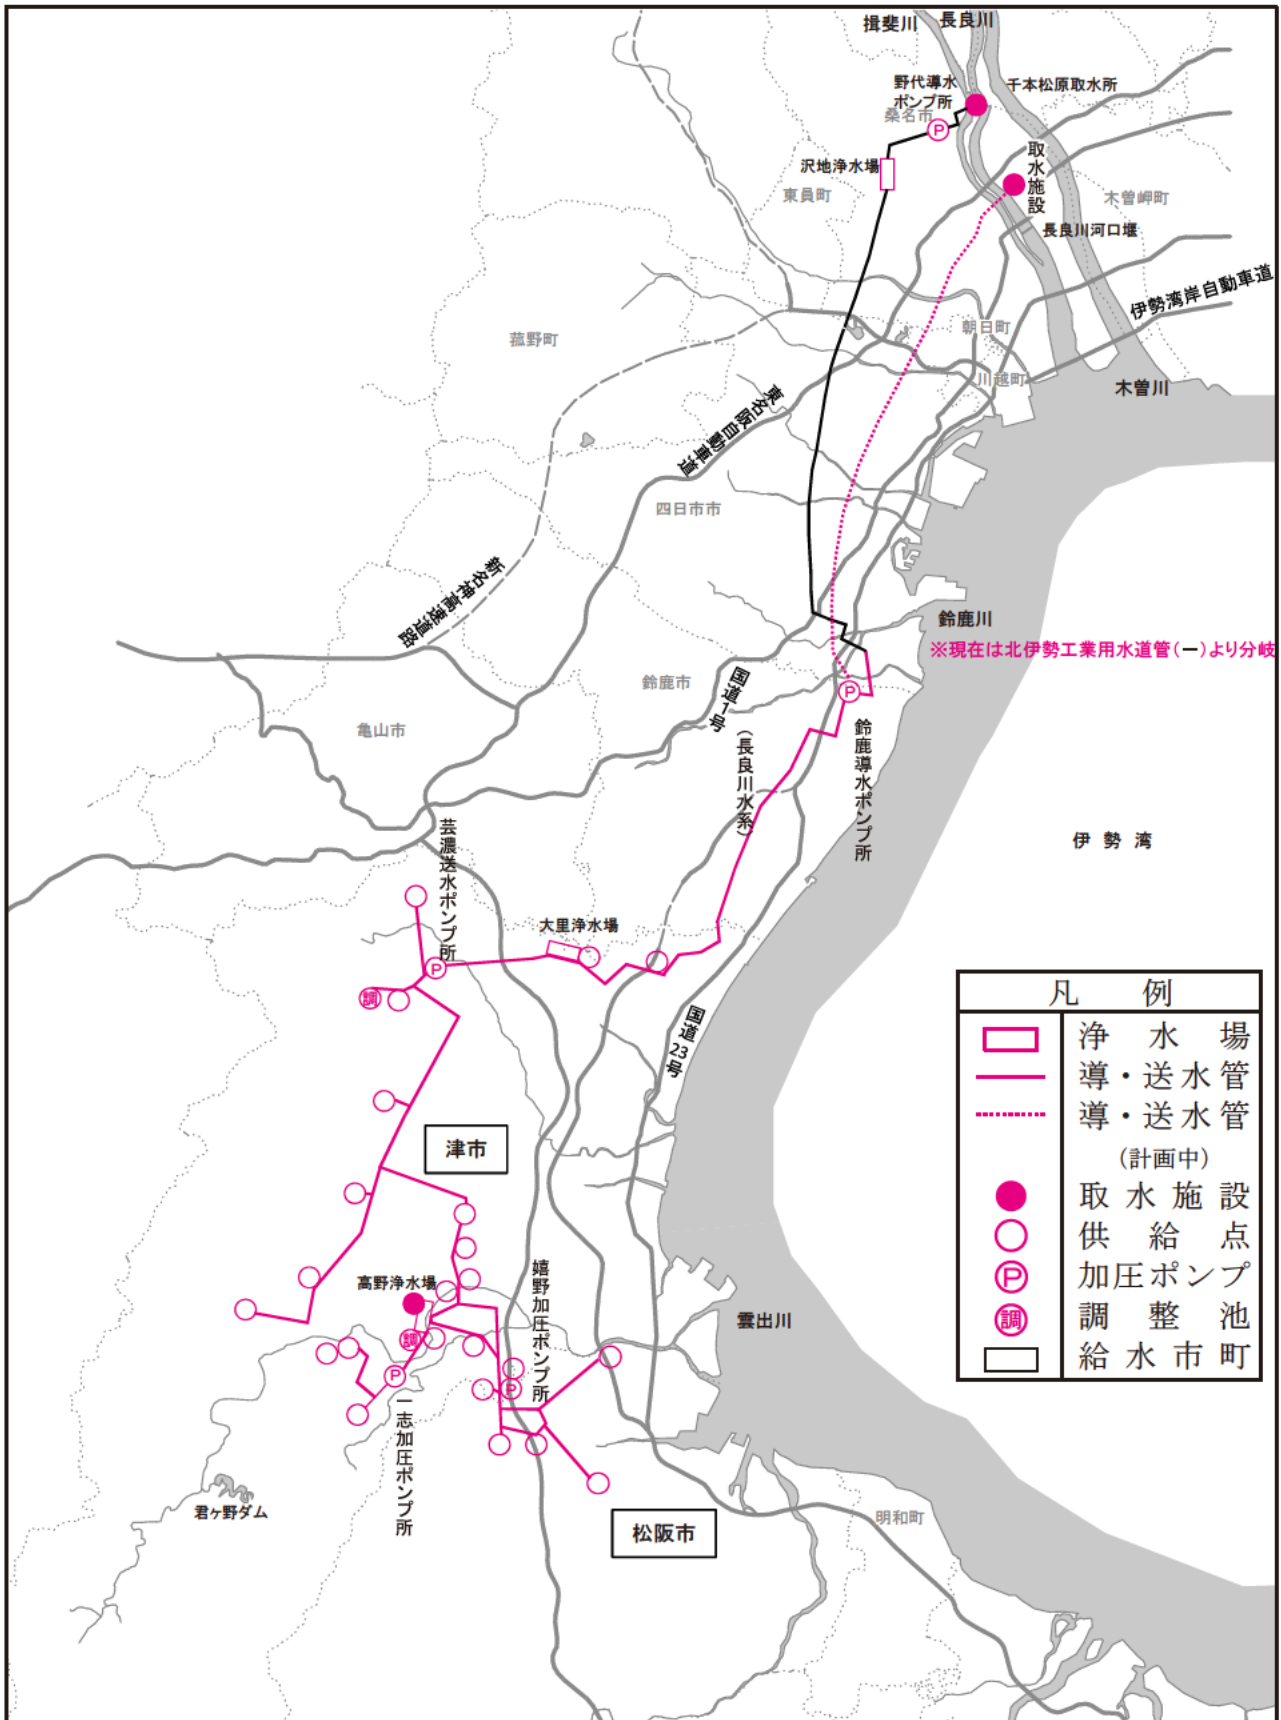 揖斐川
長良川
野代導水
ポンプ所
千本松原取水所
桑名市
P
沢地浄水場
取水施設
東員町
木曽岬町
長良川河口堰
伊勢湾岸自動車道
朝日町
菰野町
川越町
木曽川
東名阪自動車道
四日市市
新名神高速道路
鈴鹿川
※現在は北伊勢工業用水道管(ー)より分岐
国道1号
鈴鹿市
P
亀山市
(長良川水系)
鈴鹿導水ポンプ所
芸濃送水ポンプ所
伊勢湾
大里浄水場
P
調
国道23号
津市
高野浄水場
嬉野加圧ポンプ所
雲出川
調
P
P
一志加圧ポンプ所
君ヶ野ダム
松阪市
明和町
凡例
浄水場
導・送水管
導・送水管
(計画中)
取水施設
供給点
P 加圧ポンプ
調 調整池
給水市町